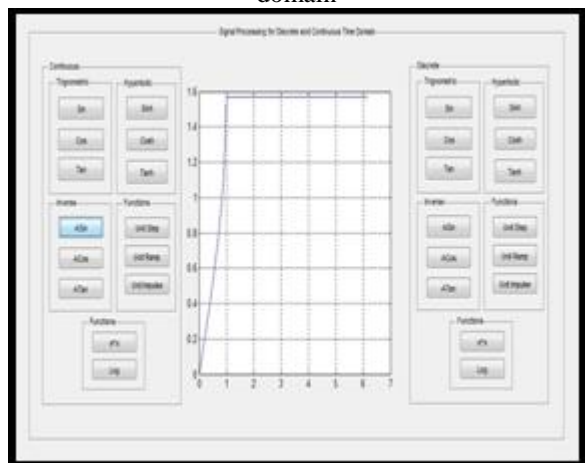 domain
Signal Processing for Discrete and Continuous Time Domain
Continuous
Trigonometric
Hyperbolic
Sin
Sinh
Cos
Cosh
Tan
Tanh
Inverse
Functions
ASin
Unit Step
ACos
Unit Ramp
ATan
Unit Impulse
Functions
e^x
Log
1.6
1.4
1.2
1
0.8
0.6
0.4
0.2
0
0 1 2 3 4 5 6 7
Discrete
Trigonometric
Hyperbolic
Sin
Sinh
Cos
Cosh
Tan
Tanh
Inverse
Functions
ASin
Unit Step
ACos
Unit Ramp
ATan
Unit Impulse
Functions
e^x
Log